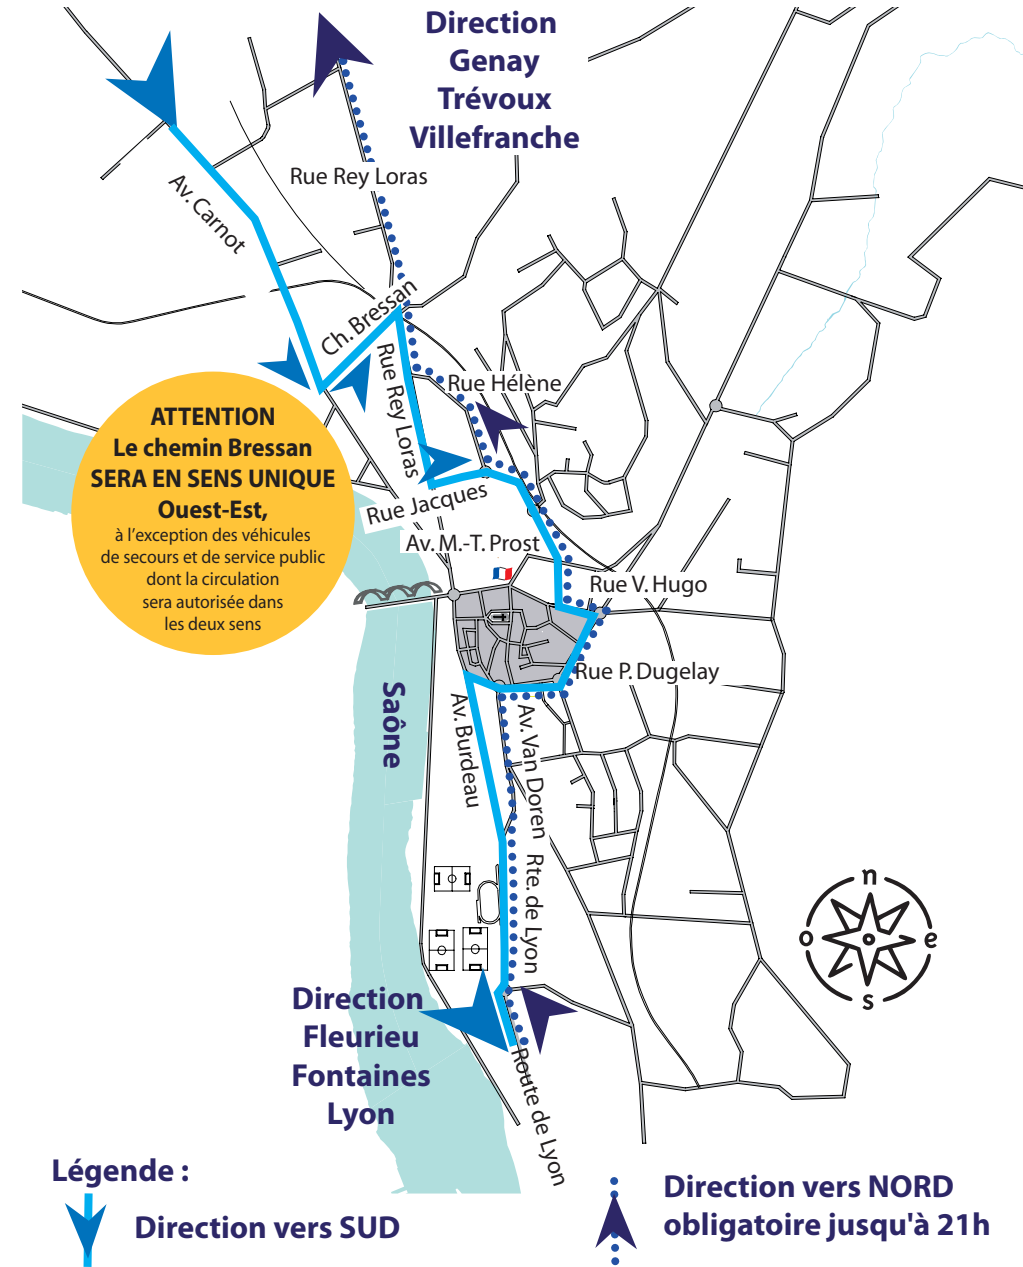 Direction
Genay
Trévoux
Villefranche
Rue Rey Loras
Av. Carnot
Ch. Bressan
Rue Rey Loras
Rue Hélène
ATTENTION
Le chemin Bressan
SERA EN SENS UNIQUE
Ouest-Est,
à l'exception des véhicules
de secours et de service public
dont la circulation
sera autorisée dans
les deux sens
Rue Jacques
Av. M.-T. Prost
Rue V. Hugo
Rue P. Dugelay
Saône
Av. Burdeau
Av. Van Doren
Rte. de Lyon
n
o
e
s
Direction
Fleurieu
Fontaines
Lyon
Route de Lyon
Légende :
Direction vers SUD
Direction vers NORD
obligatoire jusqu'à 21h